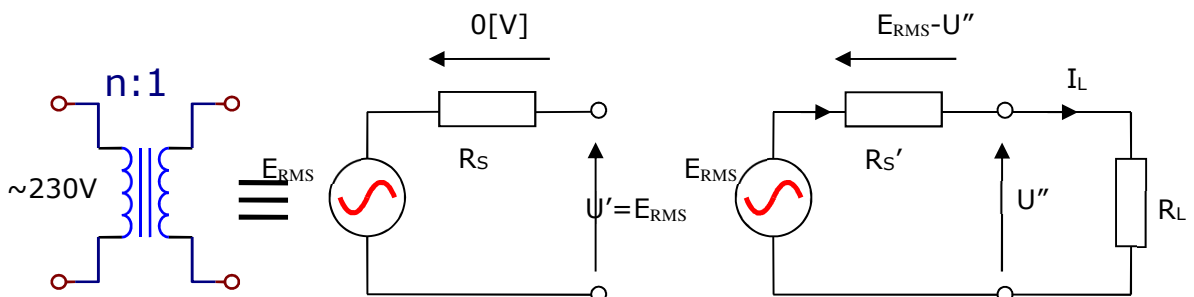 n:1
~230V
E_RMS
0[V]
R_S
U'=E_RMS
E_RMS-U"
I_L
E_RMS
R_S'
U"
R_L